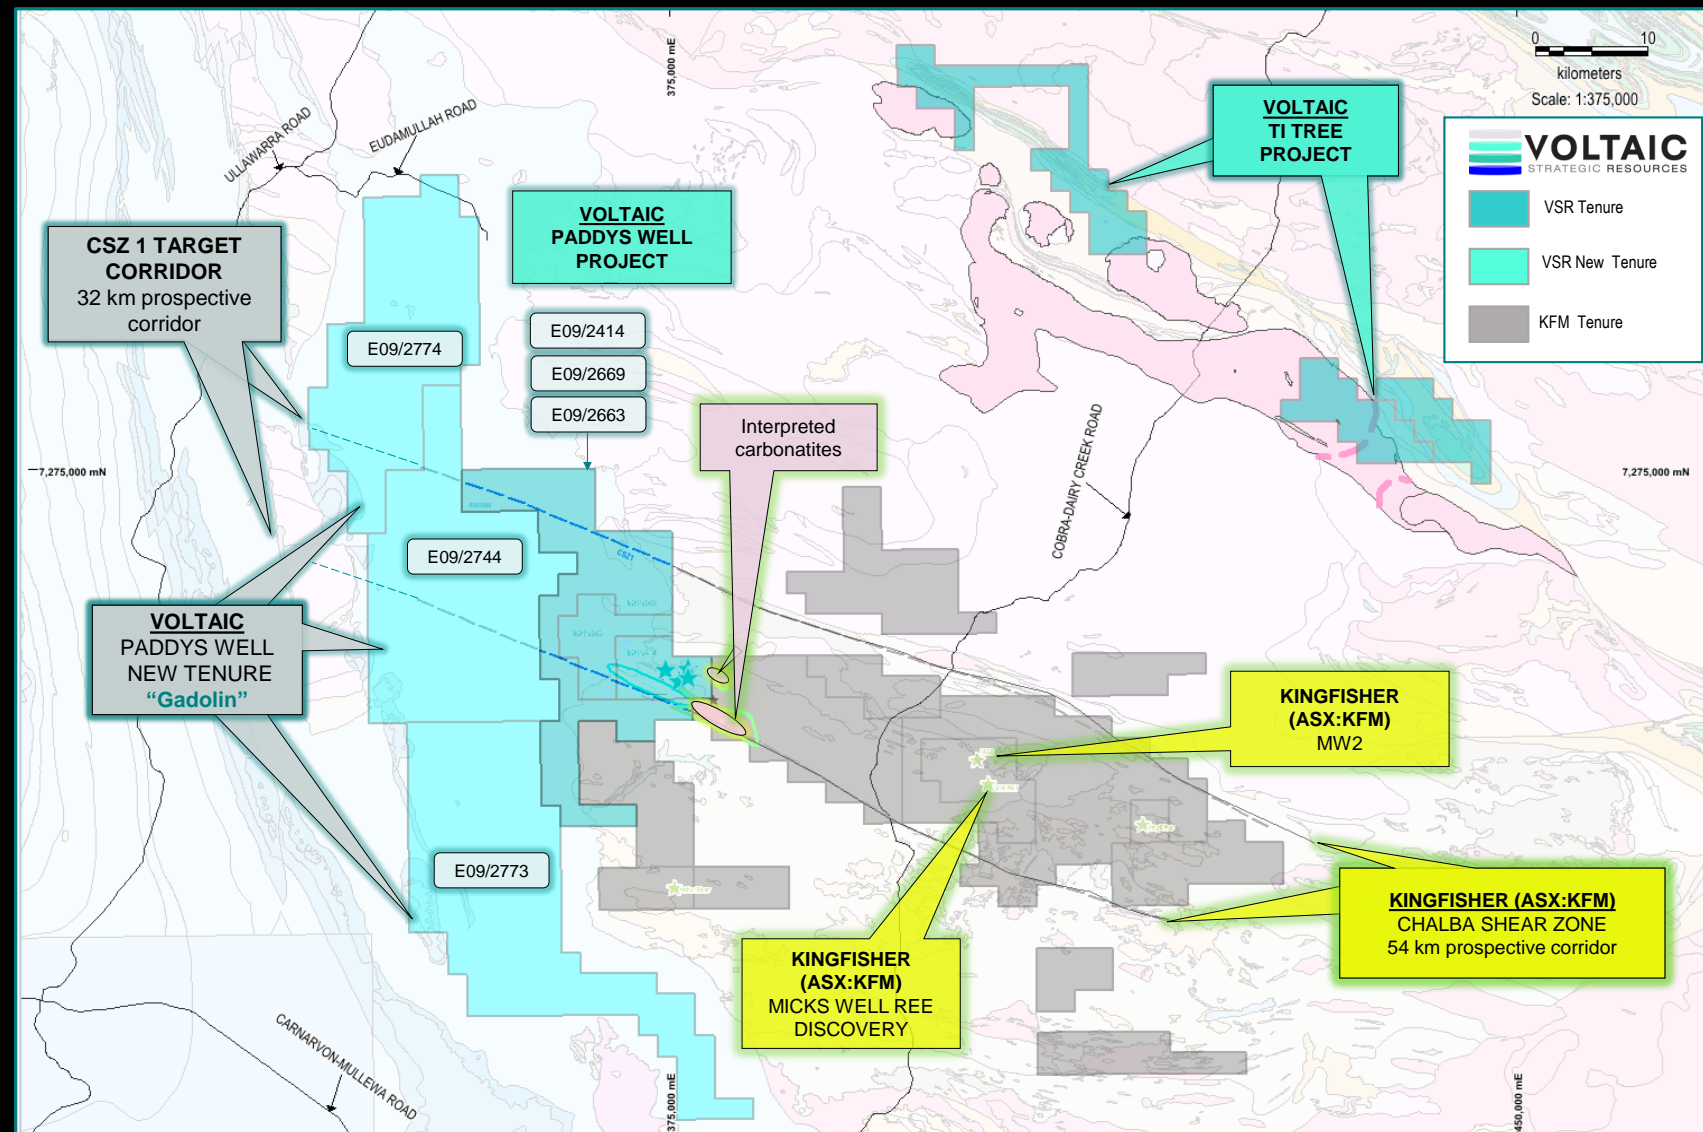 375,000 mE
450,000 mE
0 10
kilometers
Scale: 1:375,000
VOLTAIC
STRATEGIC RESOURCES
VSR Tenure
VSR New Tenure
KFM Tenure
VOLTAIC
TI TREE
PROJECT
ULLAWARRA ROAD
EUDAMULLAH ROAD
VOLTAIC
PADDYS WELL
PROJECT
CSZ 1 TARGET
CORRIDOR
32 km prospective
corridor
E09/2774
E09/2414
E09/2669
E09/2663
Interpreted
carbonatites
COBRA-DAIRY CREEK ROAD
7,275,000 mN
7,275,000 mN
E09/2744
CSZ1
VOLTAIC
PADDYS WELL
NEW TENURE
“Gadolin”
KINGFISHER
(ASX:KFM)
MW2
E09/2773
KINGFISHER (ASX:KFM)
CHALBA SHEAR ZONE
54 km prospective corridor
KINGFISHER
(ASX:KFM)
MICKS WELL REE
DISCOVERY
CARNARVON-MULLEWA ROAD
375,000 mE